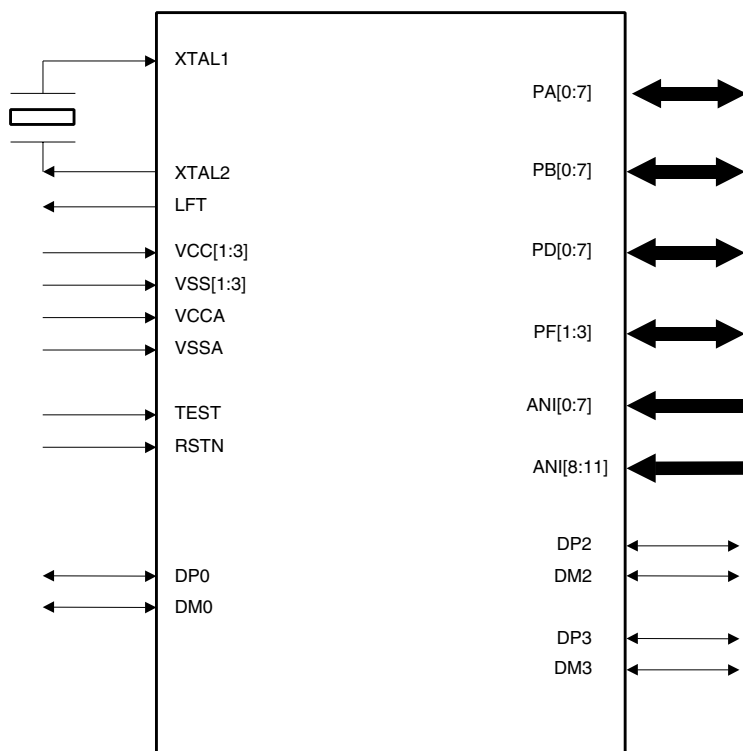 XTAL1
XTAL2
LFT
VCC[1:3]
VSS[1:3]
VCCA
VSSA
TEST
RSTN
DP0
DM0
PA[0:7]
PB[0:7]
PD[0:7]
PF[1:3]
ANI[0:7]
ANI[8:11]
DP2
DM2
DP3
DM3